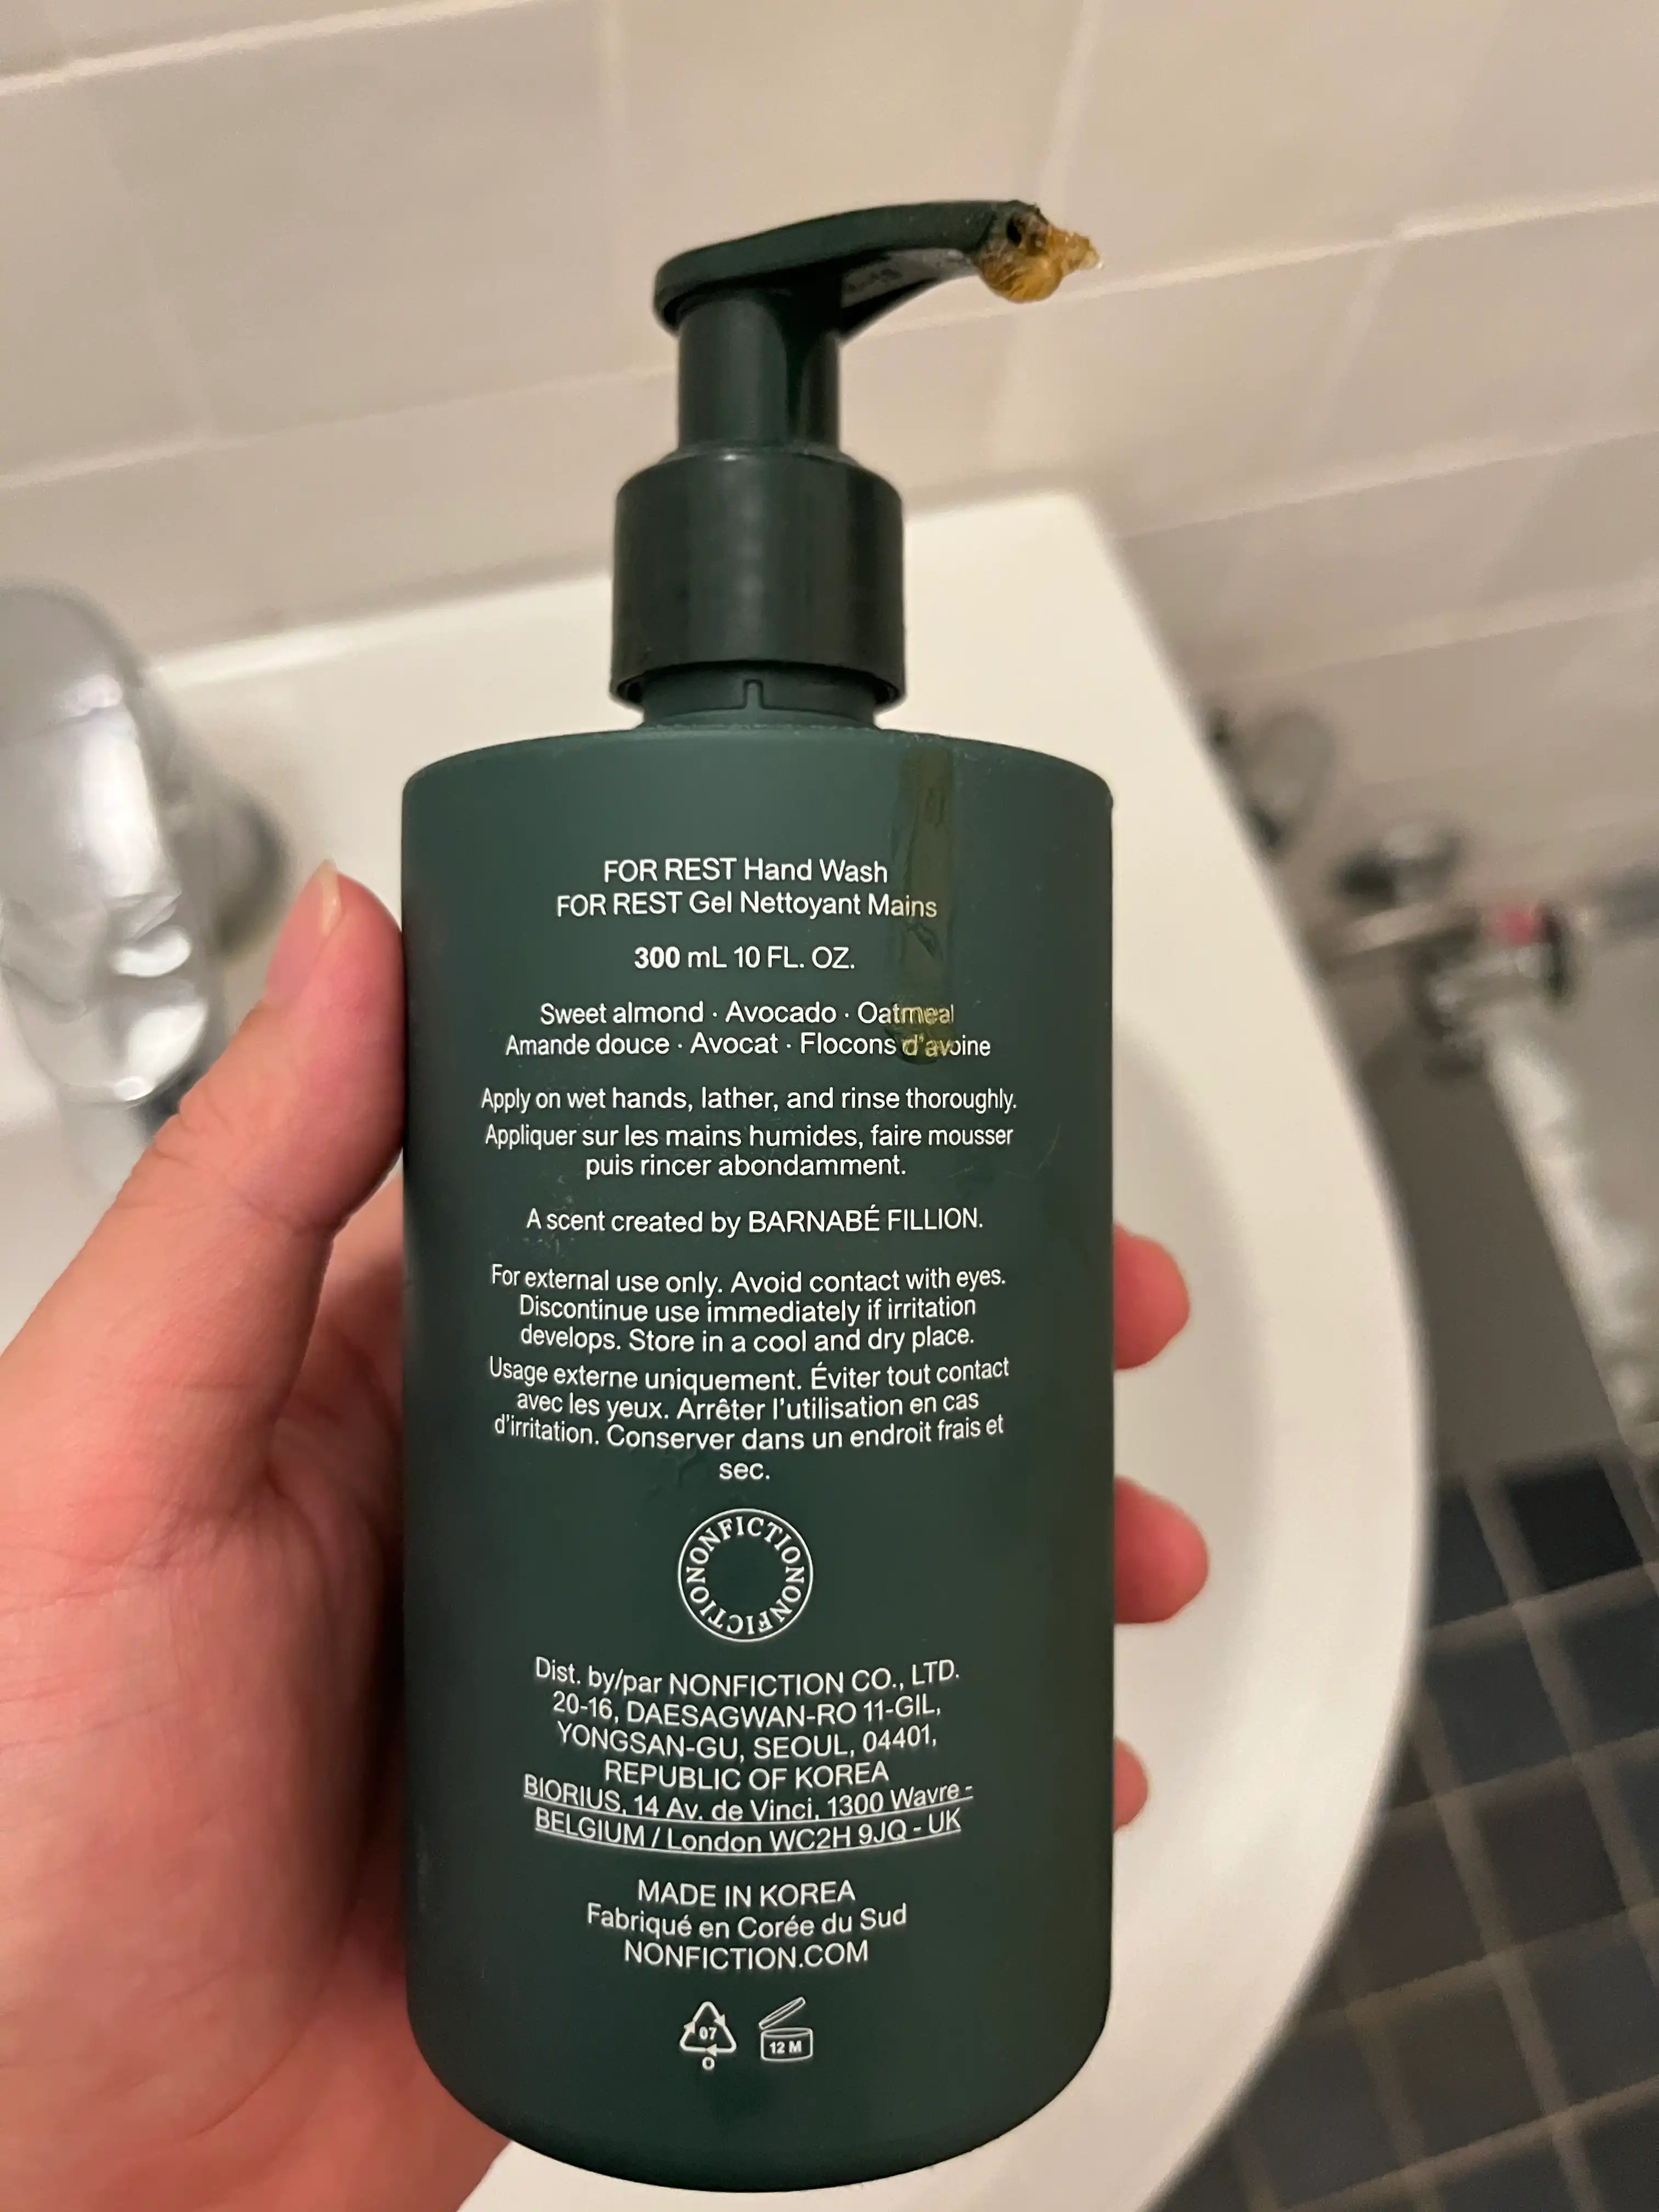 FOR REST Hand Wash
FOR REST Gel Nettoyant Mains
300 mL 10 FL. OZ.
Sweet almond · Avocado · Oatmeal
Amande douce · Avocat · Flocons d'avoine
Apply on wet hands, lather, and rinse thoroughly.
Appliquer sur les mains humides, faire mousser
puis rincer abondamment.
A scent created by BARNABÉ FILLION.
For external use only. Avoid contact with eyes.
Discontinue use immediately if irritation
develops. Store in a cool and dry place.
Usage externe uniquement. Éviter tout contact
avec les yeux. Arrêter l'utilisation en cas
d'irritation. Conserver dans un endroit frais et
sec.
NONFICTIONNONFICTION
Dist. by/par NONFICTION CO., LTD.
20-16, DAESAGWAN-RO 11-GIL,
YONGSAN-GU, SEOUL, 04401,
REPUBLIC OF KOREA
BIORIUS, 14 Av. de Vinci, 1300 Wavre -
BELGIUM / London WC2H 9JQ - UK
MADE IN KOREA
Fabriqué en Corée du Sud
NONFICTION.COM
07
O
12 M